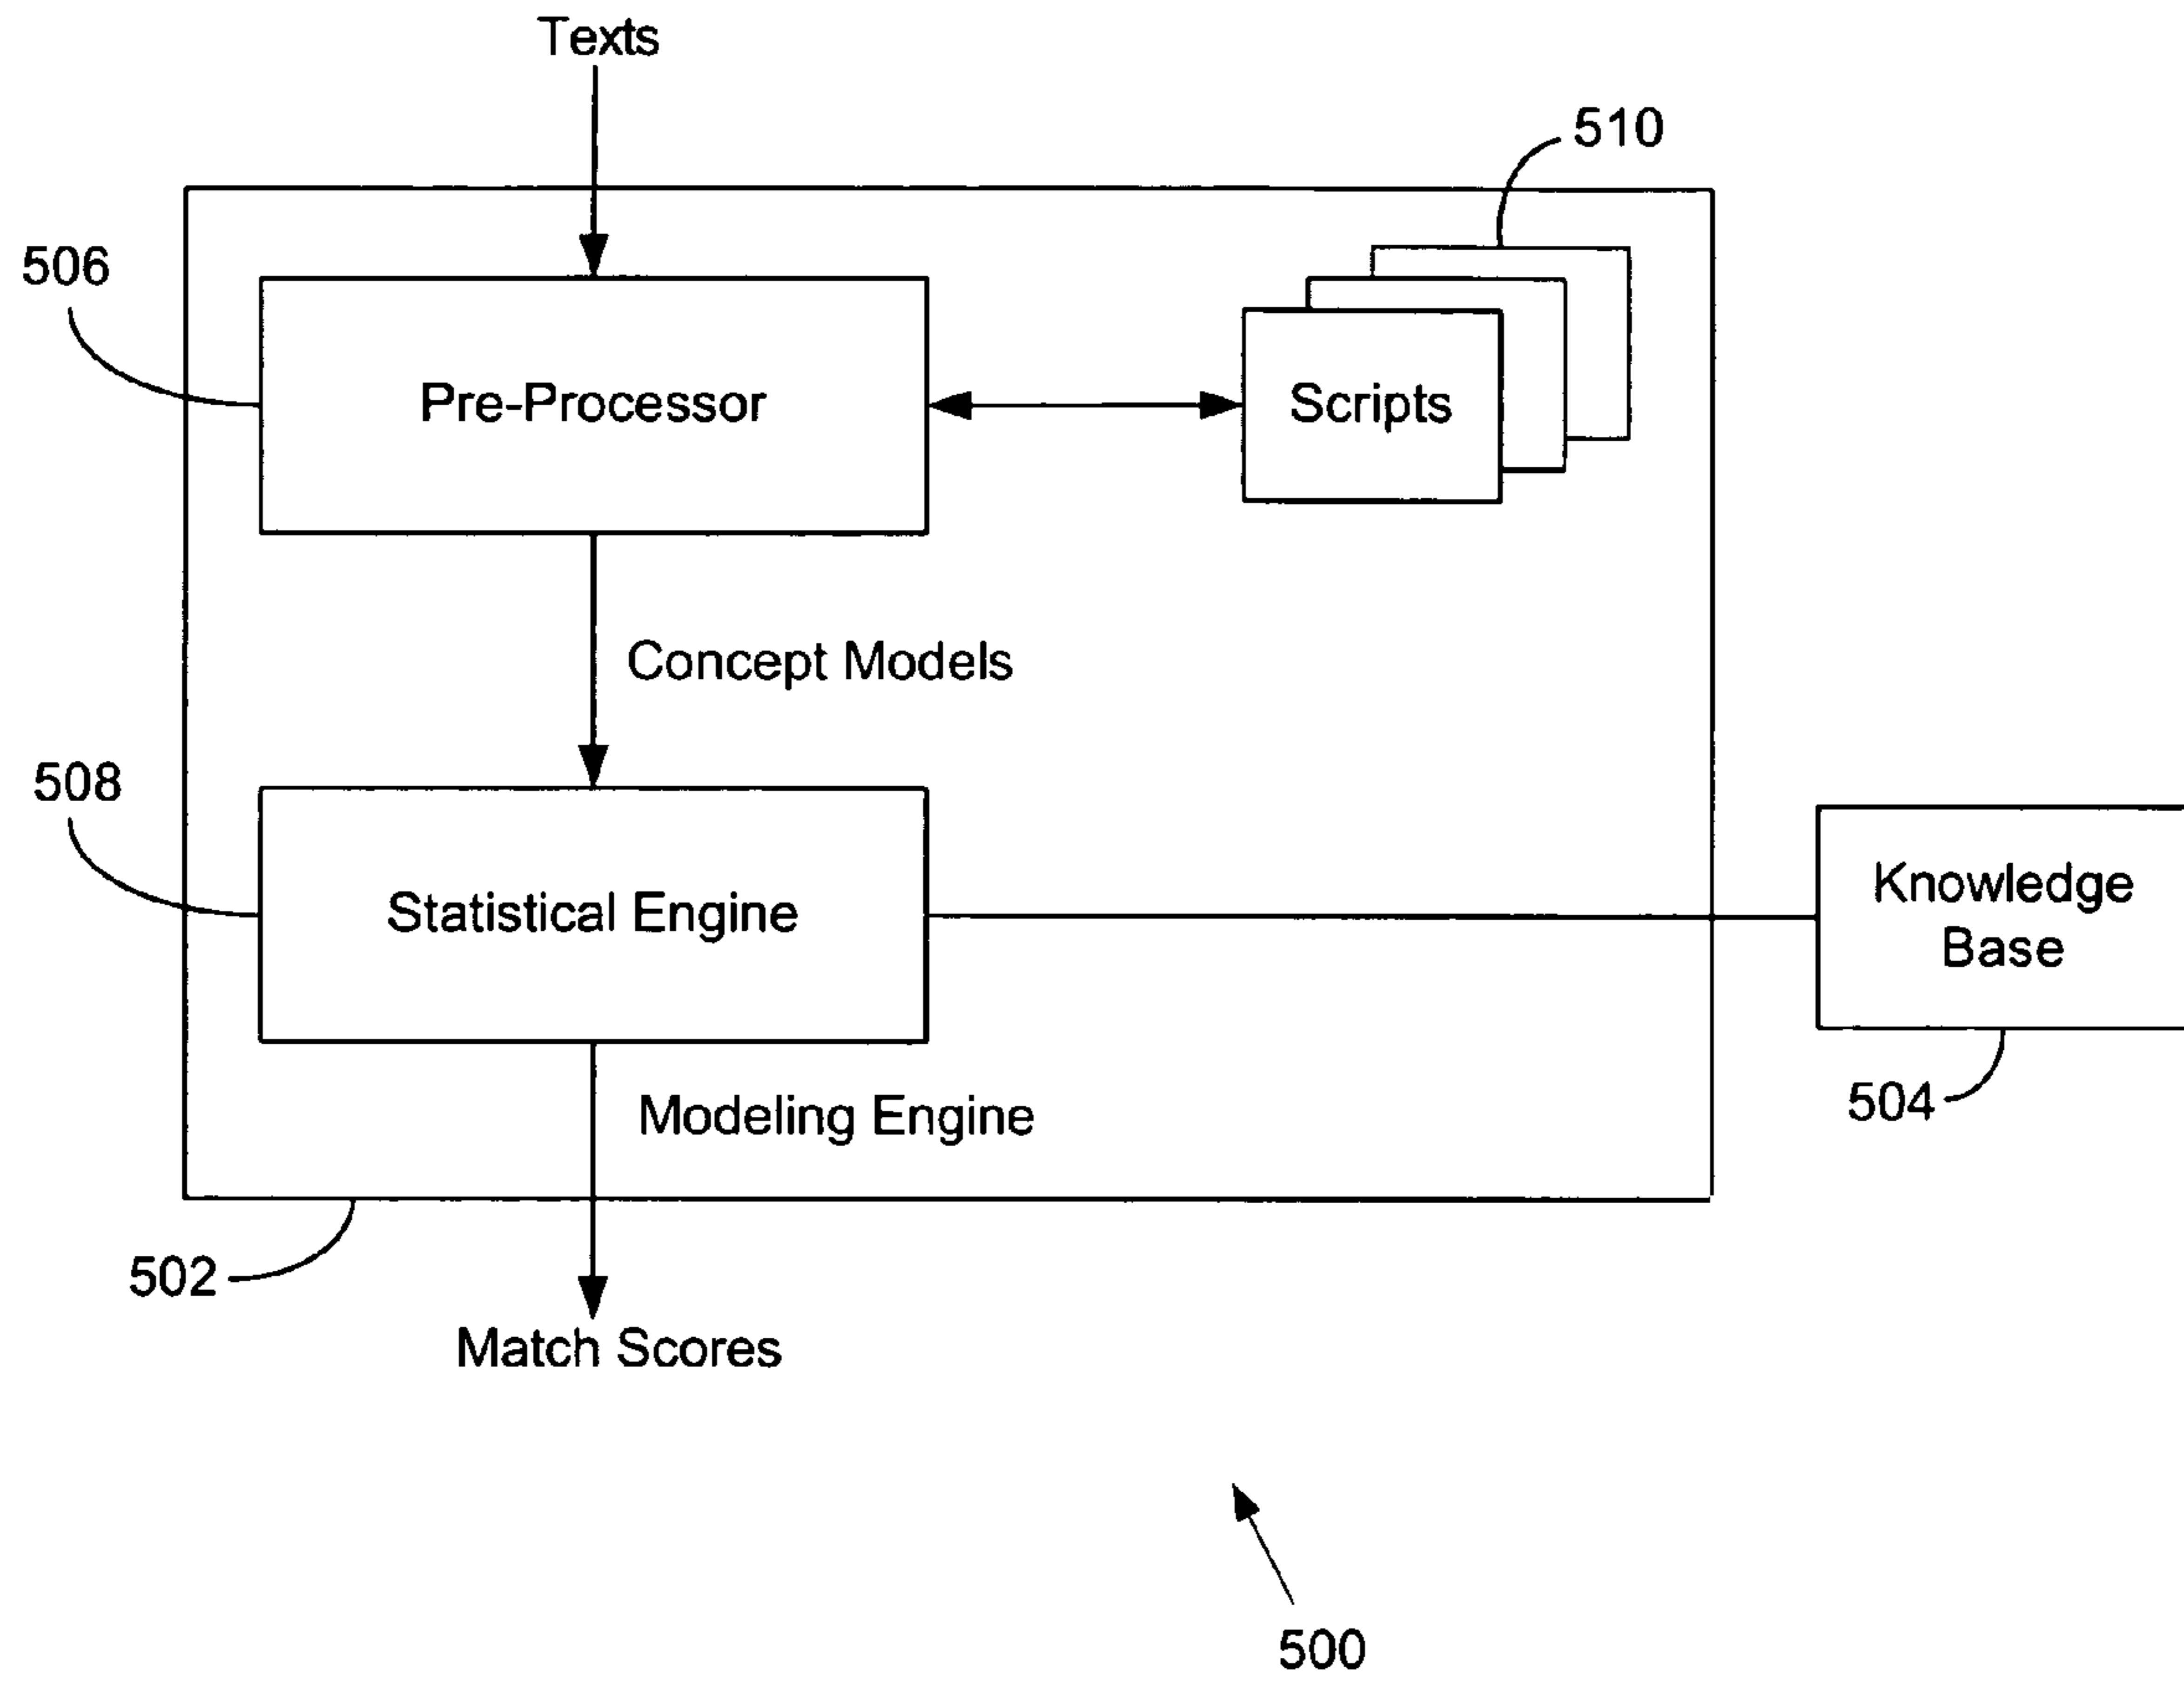 Texts
510
506
Pre-Processor
Scripts
Concept Models
508
Statistical Engine
Knowledge
Base
504
Modeling Engine
502
Match Scores
500